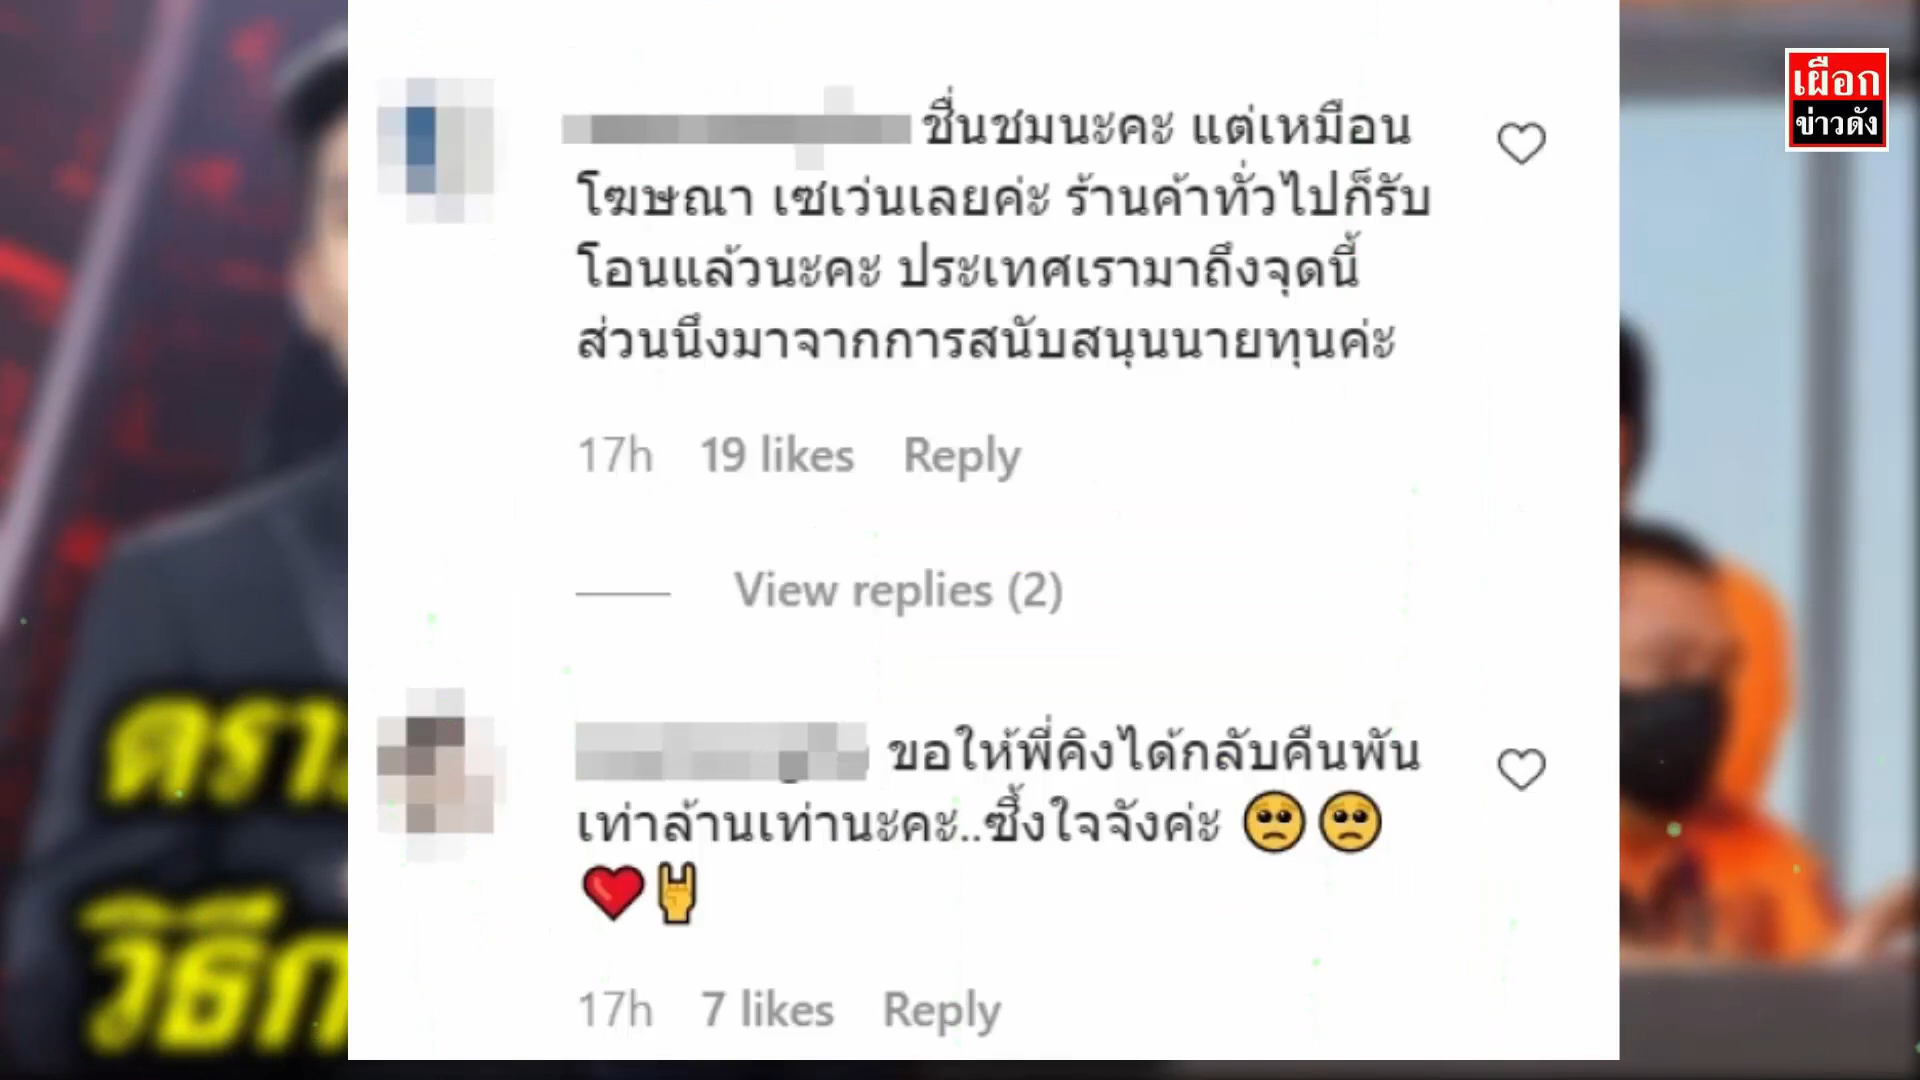 เผือก
ข่าวดัง
ชื่นชมนะคะ แต่เหมือน
โฆษณา เซเว่นเลยค่ะ ร้านค้าทั่วไปก็รับ
โอนแล้วนะคะ ประเทศเรามาถึงจุดนี้
ส่วนนึงมาจากการสนับสนุนนายทุนค่ะ
17h 19 likes Reply
View replies (2)
ขอให้พี่คิงได้กลับคืนพัน
เท่าล้านเท่านะคะ..ซึ้งใจจังค่ะ 🥺🥺
❤️🤘
17h 7 likes Reply
ดรา
วิธีก